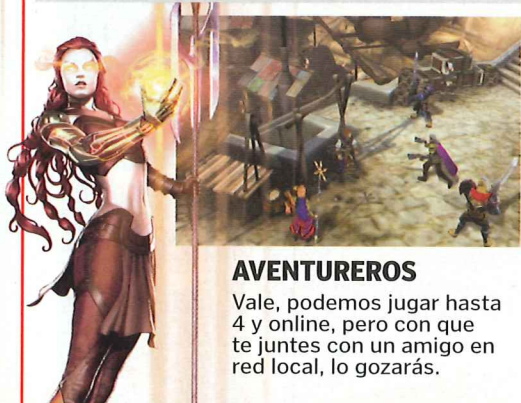 AVENTUREROS
Vale, podemos jugar hasta
4 y online, pero con que
te juntes con un amigo en
red local, lo gozarás.